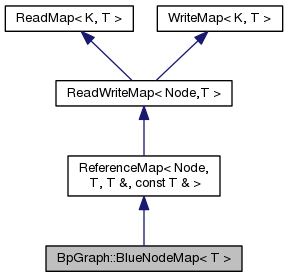 ReadMap< K, T >
WriteMap< K, T >
ReadWriteMap< Node,T >
ReferenceMap< Node,
T, T &, const T & >
BpGraph::BlueNodeMap< T >